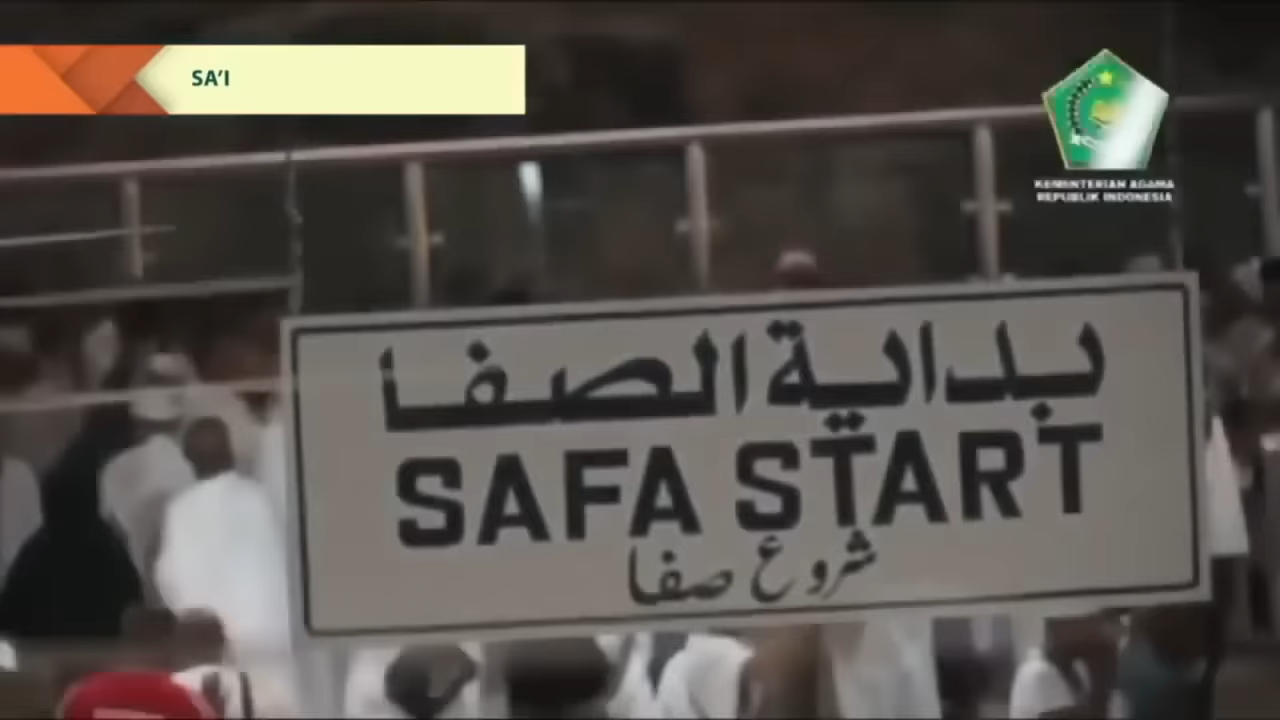 SA'I
KEMENTERIAN AGAMA
REPUBLIK INDONESIA
بداية الصفا
SAFA START
شروع صفا